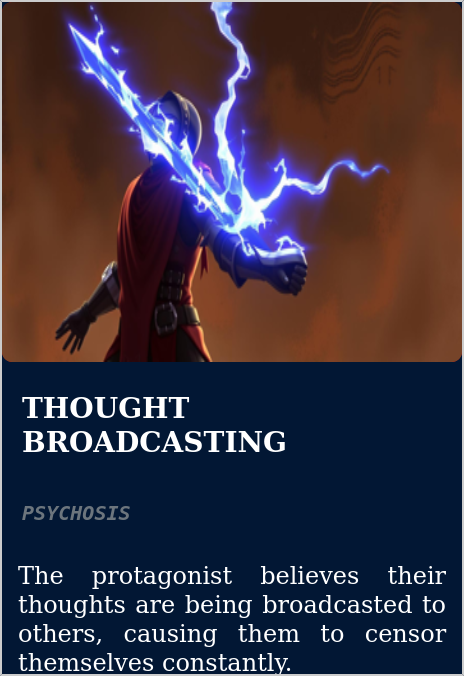 THOUGHT
BROADCASTING
PSYCHOSIS
The protagonist believes their
thoughts are being broadcasted to
others, causing them to censor
themselves constantly.